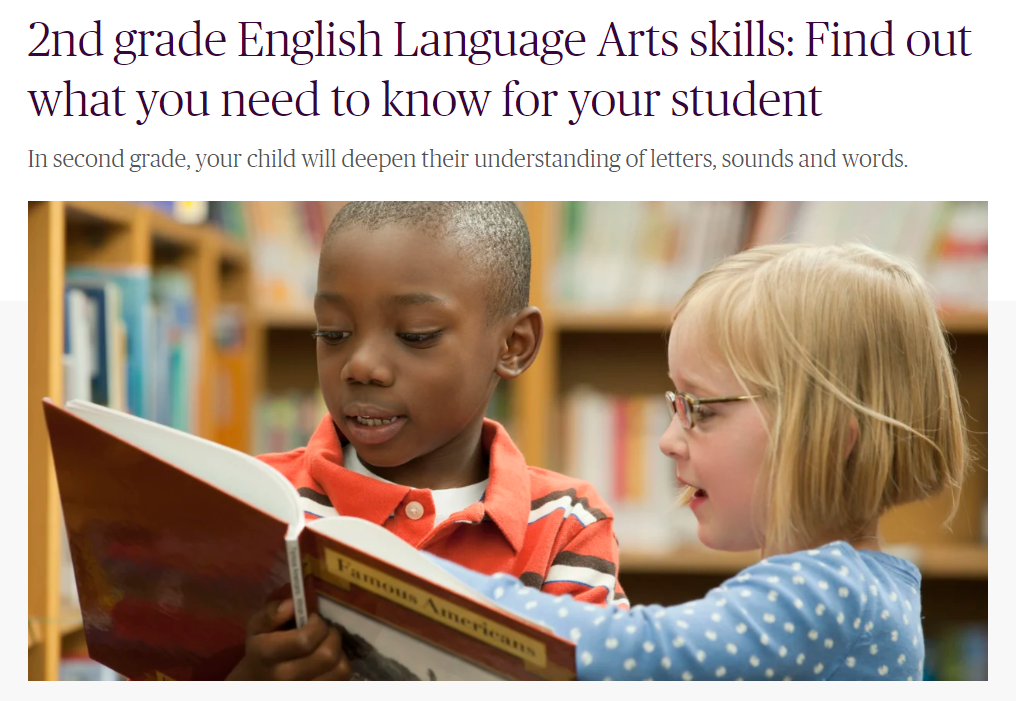 2nd grade English Language Arts skills: Find out
what you need to know for your student
In second grade, your child will deepen their understanding of letters, sounds and words.
Famous Americans